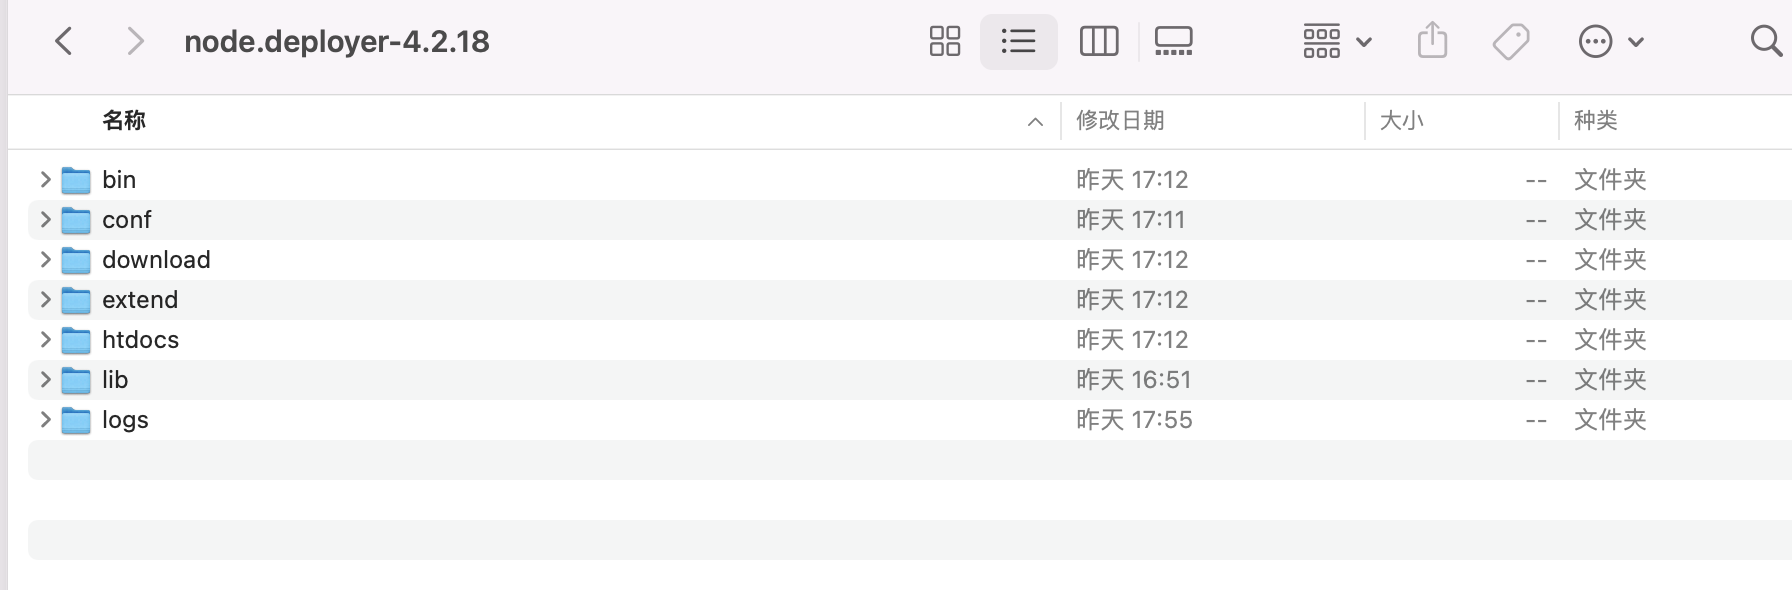 node.deployer-4.2.18
名称 修改日期 大小 种类
bin 昨天 17:12 -- 文件夹
conf 昨天 17:11 -- 文件夹
download 昨天 17:12 -- 文件夹
extend 昨天 17:12 -- 文件夹
htdocs 昨天 17:12 -- 文件夹
lib 昨天 16:51 -- 文件夹
logs 昨天 17:55 -- 文件夹